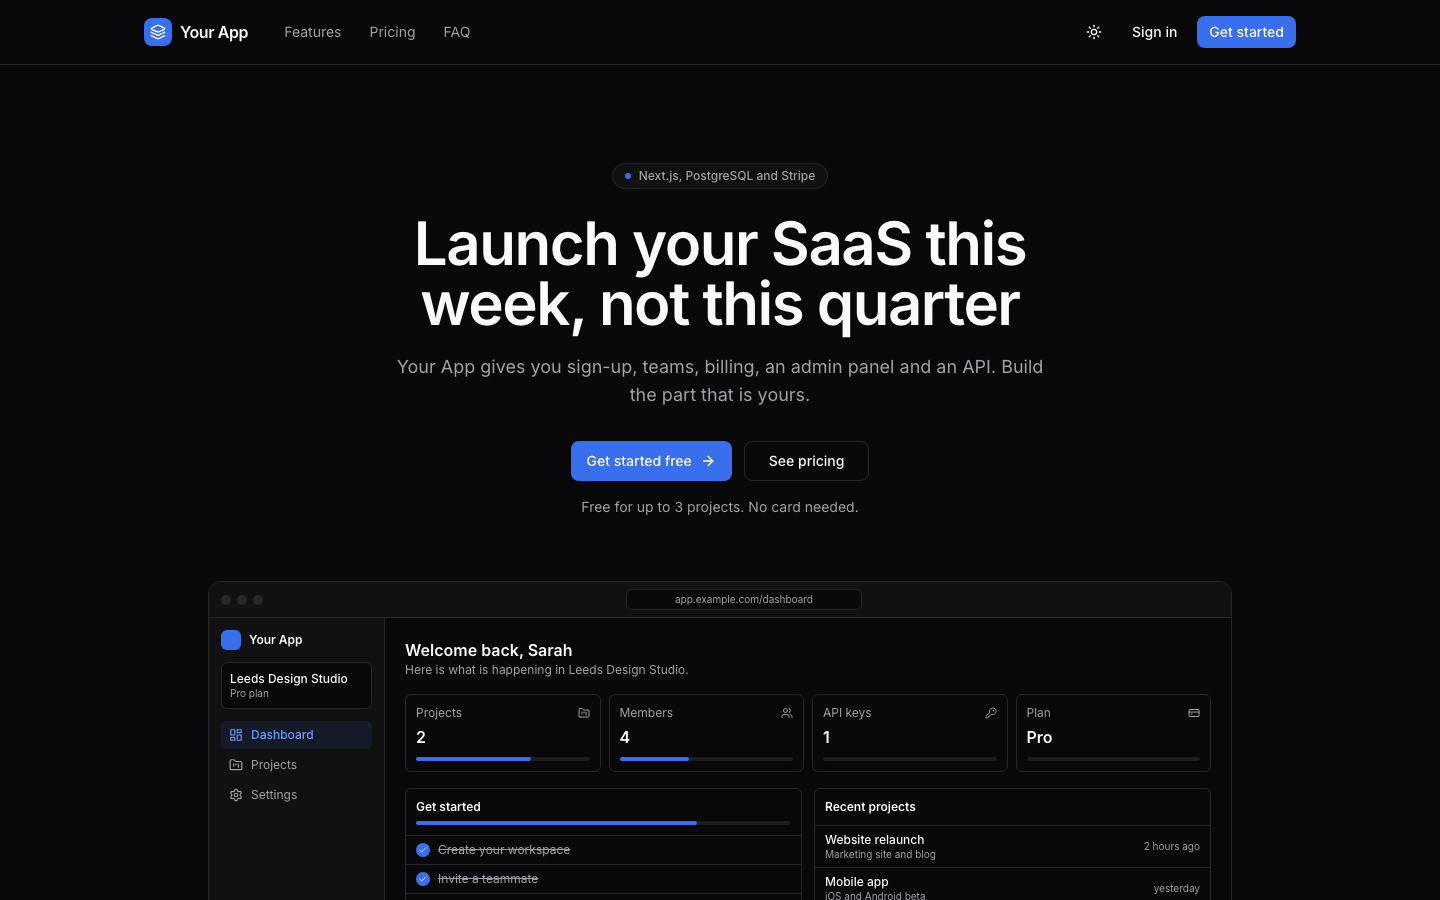 Your App
Features
Pricing
FAQ
Sign in
Get started
Next.js, PostgreSQL and Stripe
Launch your SaaS this
week, not this quarter
Your App gives you sign-up, teams, billing, an admin panel and an API. Build
the part that is yours.
Get started free
See pricing
Free for up to 3 projects. No card needed.
app.example.com/dashboard
Your App
Leeds Design Studio
Pro plan
Dashboard
Projects
Settings
Welcome back, Sarah
Here is what is happening in Leeds Design Studio.
Projects
2
Members
4
API keys
1
Plan
Pro
Get started
Create your workspace
Invite a teammate
Recent projects
Website relaunch
Marketing site and blog
2 hours ago
Mobile app
iOS and Android beta
yesterday